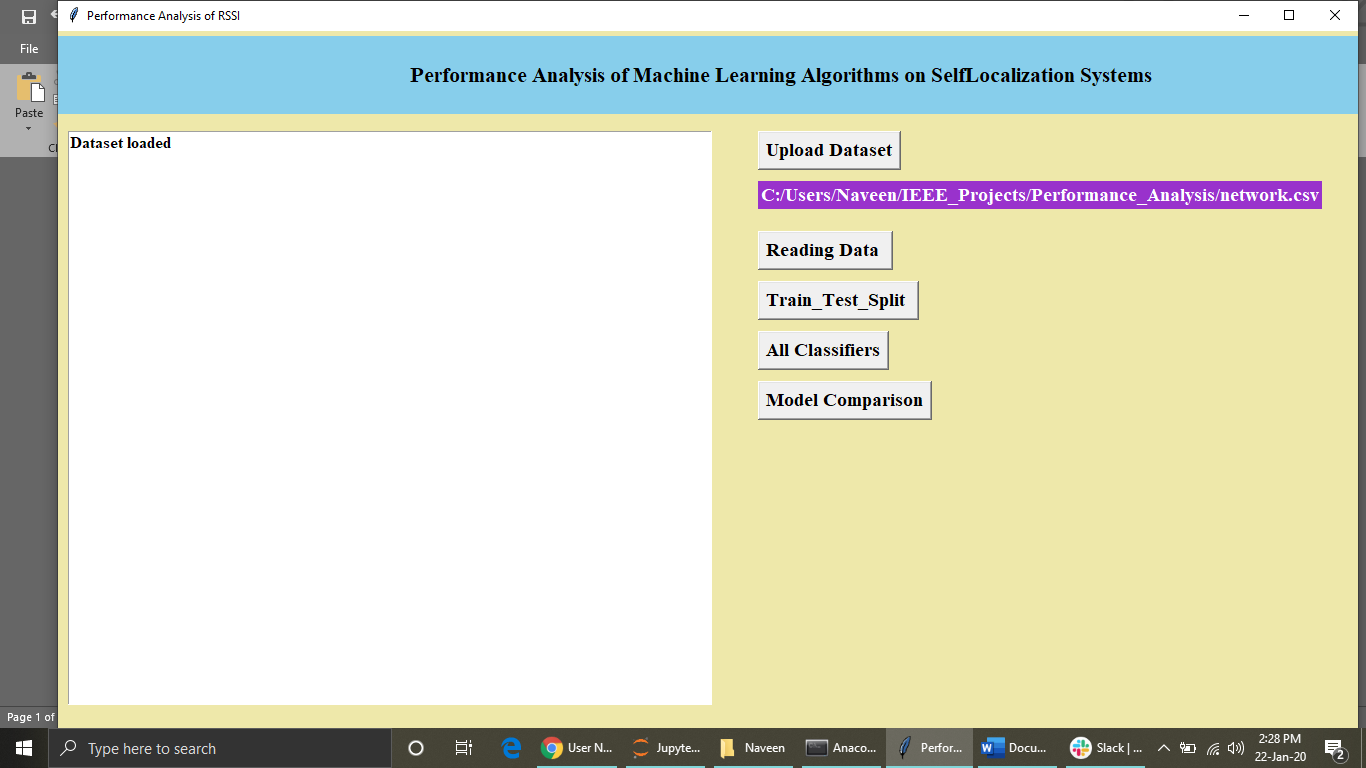 Performance Analysis of RSSI
File
Performance Analysis of Machine Learning Algorithms on SelfLocalization Systems
Paste
Dataset loaded
Upload Dataset
C:/Users/Naveen/IEEE_Projects/Performance_Analysis/network.csv
Reading Data
Train_Test_Split
All Classifiers
Model Comparison
Page 1 of
Type here to search
User N...
Jupyte...
Naveen
Anaco...
Perfor...
Docu...
Slack | ...
2:28 PM
22-Jan-20
2